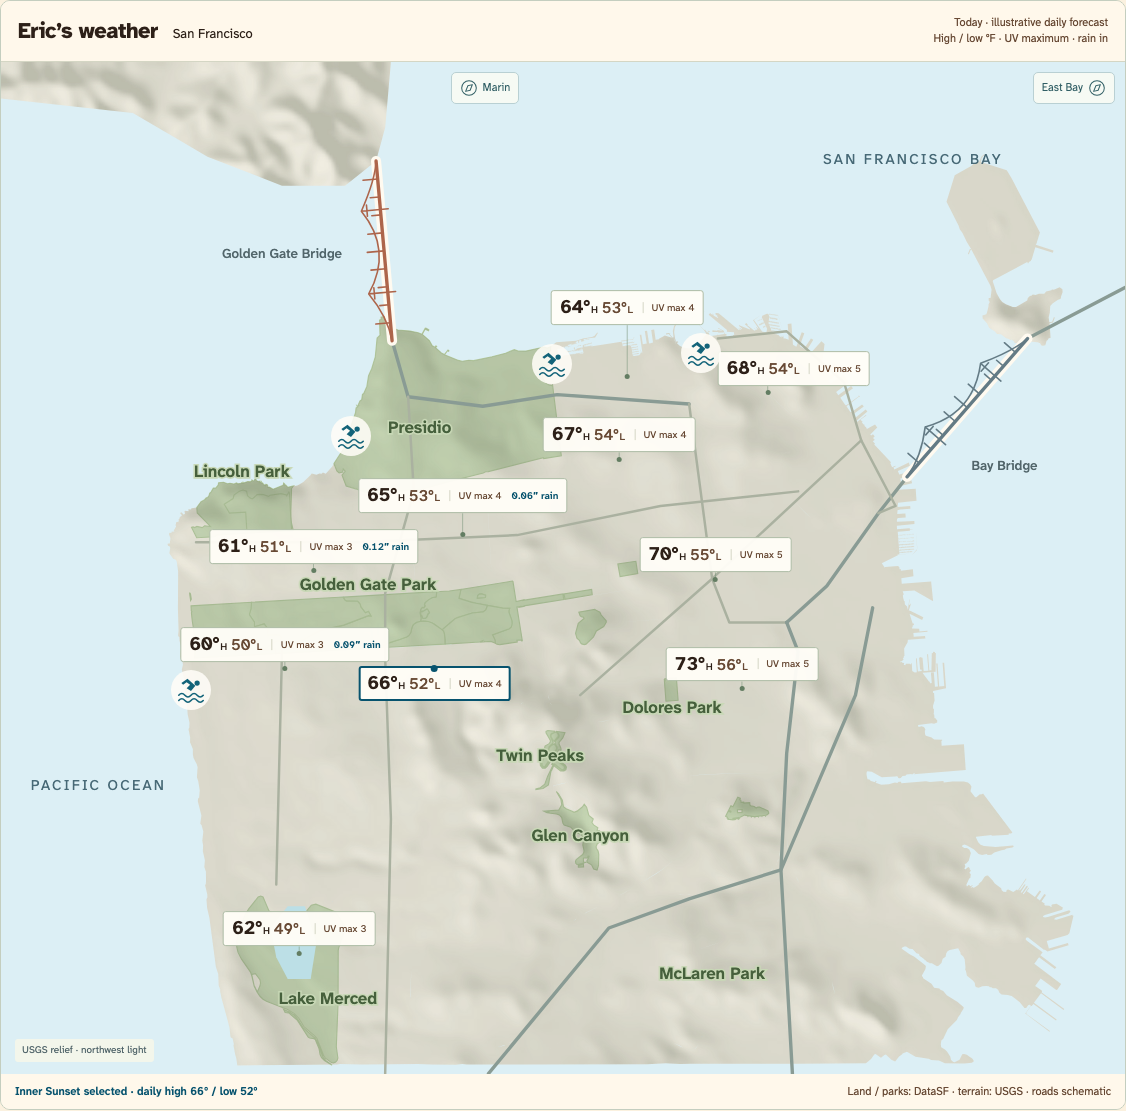 Eric's weather San Francisco
Today · illustrative daily forecast
High / low °F · UV maximum · rain in
Marin
East Bay
SAN FRANCISCO BAY
Golden Gate Bridge
64°H 53°L UV max 4
68°H 54°L UV max 5
Presidio
67°H 54°L UV max 4
Bay Bridge
Lincoln Park
65°H 53°L UV max 4 0.06" rain
61°H 51°L UV max 3 0.12" rain
70°H 55°L UV max 5
Golden Gate Park
60°H 50°L UV max 3 0.09" rain
73°H 56°L UV max 5
66°H 52°L UV max 4
Dolores Park
Twin Peaks
PACIFIC OCEAN
Glen Canyon
62°H 49°L UV max 3
McLaren Park
Lake Merced
USGS relief · northwest light
Inner Sunset selected · daily high 66° / low 52°
Land / parks: DataSF · terrain: USGS · roads schematic